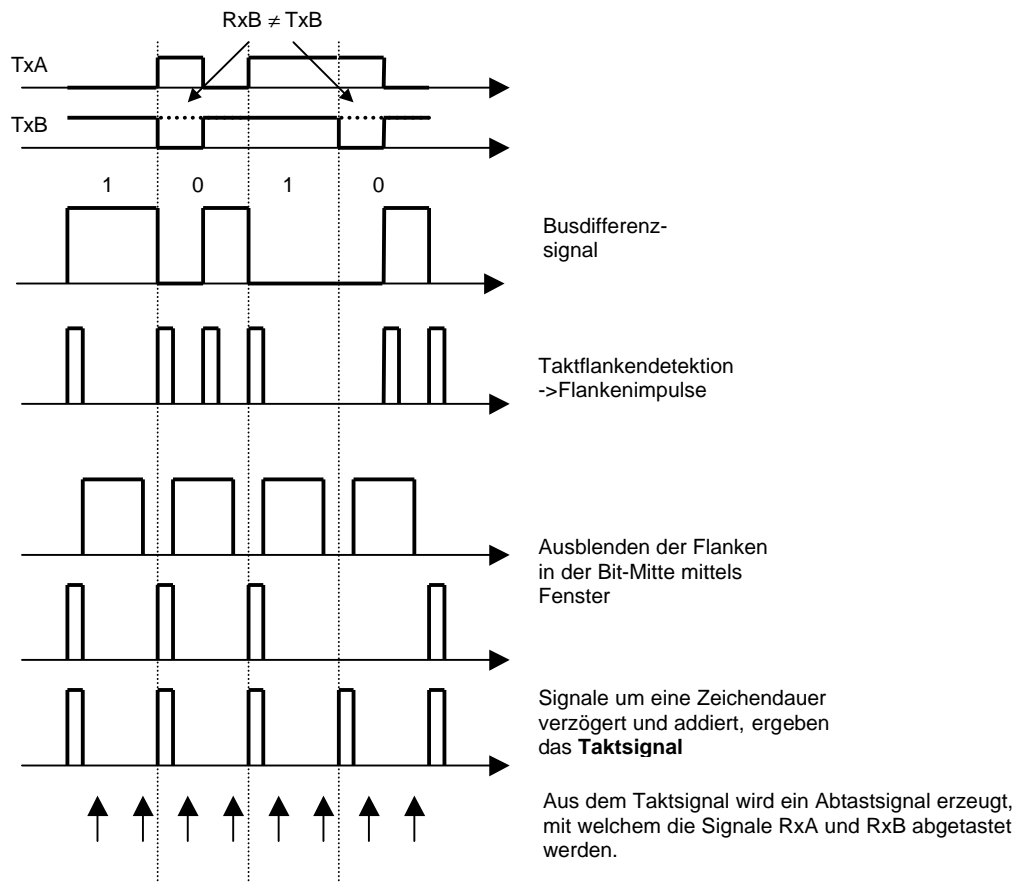 RxB ≠ TxB
TxA
TxB
1 0 1 0
Busdifferenz-
signal
Taktflankendetektion
->Flankenimpulse
Ausblenden der Flanken
in der Bit-Mitte mittels
Fenster
Signale um eine Zeichendauer
verzögert und addiert, ergeben
das Taktsignal
Aus dem Taktsignal wird ein Abtastsignal erzeugt,
mit welchem die Signale RxA und RxB abgetastet
werden.